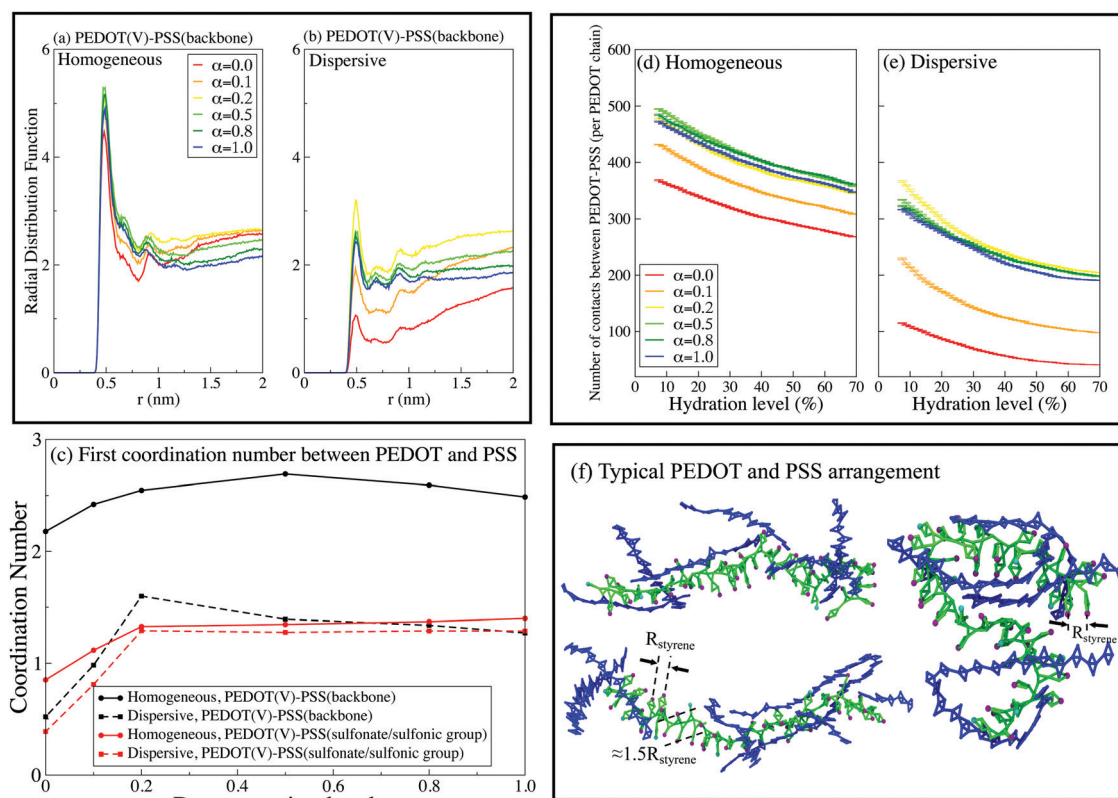 (a) PEDOT(V)-PSS(backbone)
Homogeneous
α=0.0
α=0.1
α=0.2
α=0.5
α=0.8
α=1.0
Radial Distribution Function
6
4
2
0
0 0.5 1 1.5 2
r (nm)
(b) PEDOT(V)-PSS(backbone)
Dispersive
6
4
2
0
0 0.5 1 1.5 2
r (nm)
(c) First coordination number between PEDOT and PSS
Coordination Number
3
2
1
0
Homogeneous, PEDOT(V)-PSS(backbone)
Dispersive, PEDOT(V)-PSS(backbone)
Homogeneous, PEDOT(V)-PSS(sulfonate/sulfonic group)
Dispersive, PEDOT(V)-PSS(sulfonate/sulfonic group)
0 0.2 0.4 0.6 0.8 1.0
(d) Homogeneous
Number of contacts between PEDOT-PSS (per PEDOT chain)
600
500
400
300
200
100
α=0.0
α=0.1
α=0.2
α=0.5
α=0.8
α=1.0
0 10 20 30 40 50 60 70
Hydration level (%)
(e) Dispersive
0 10 20 30 40 50 60 70
Hydration level (%)
(f) Typical PEDOT and PSS arrangement
Rstyrene
Rstyrene
≈1.5Rstyrene